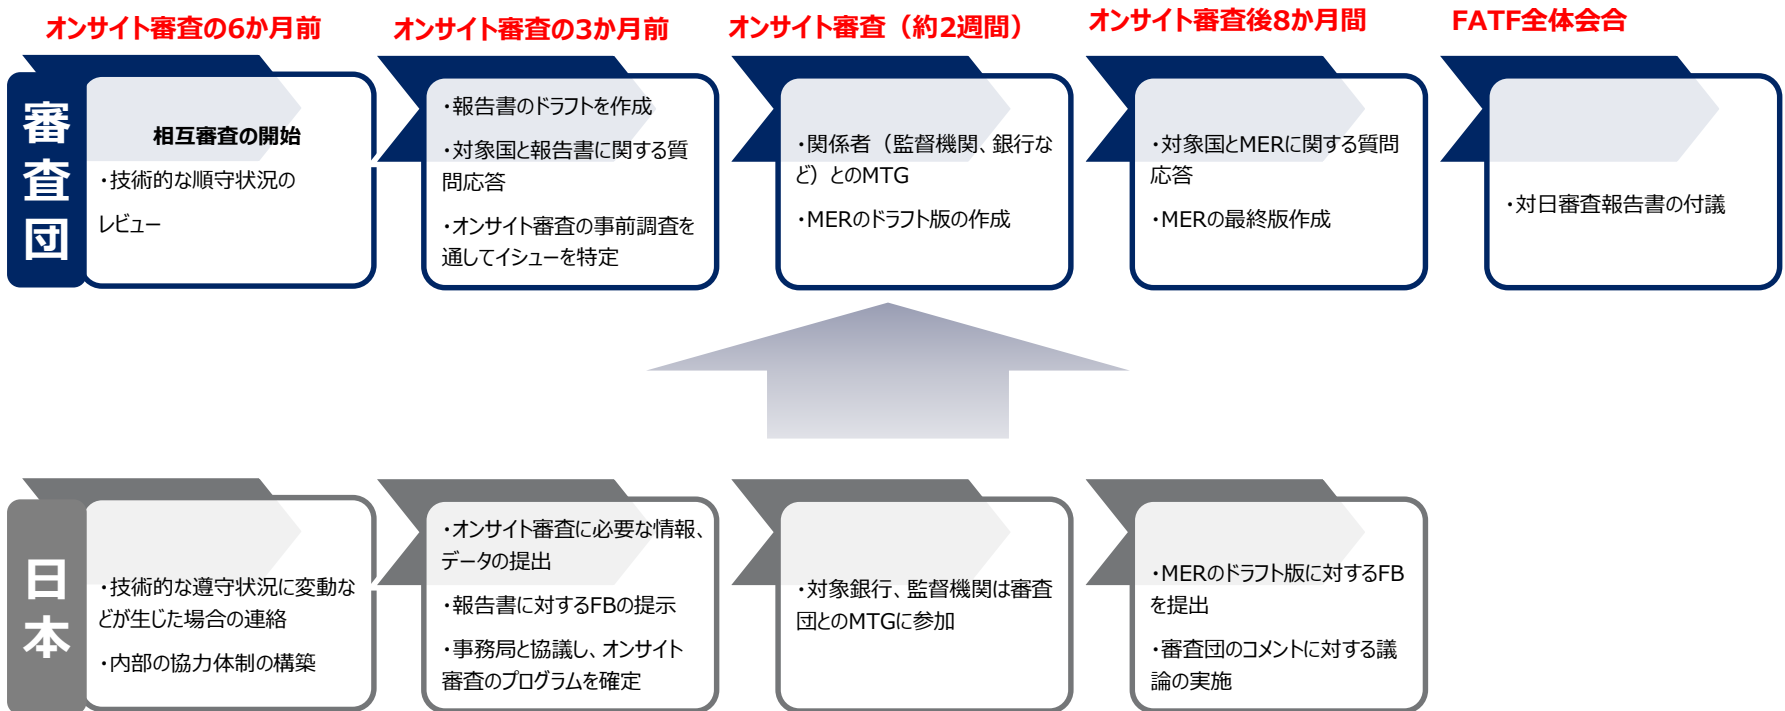 オンサイト審査の6か月前
オンサイト審査の3か月前
オンサイト審査（約2週間）
オンサイト審査後8か月間
FATF全体会合
審査団
相互審査の開始
・技術的な順守状況の
レビュー
・報告書のドラフトを作成
・対象国と報告書に関する質
問応答
・オンサイト審査の事前調査を
通してイシューを特定
・関係者（監督機関、銀行な
ど）とのMTG
・MERのドラフト版の作成
・対象国とMERに関する質問
応答
・MERの最終版作成
・対日審査報告書の付議
日本
・技術的な遵守状況に変動な
どが生じた場合の連絡
・内部の協力体制の構築
・オンサイト審査に必要な情報、
データの提出
・報告書に対するFBの提示
・事務局と協議し、オンサイト
審査のプログラムを確定
・対象銀行、監督機関は審査
団とのMTGに参加
・MERのドラフト版に対するFB
を提出
・審査団のコメントに対する議
論の実施